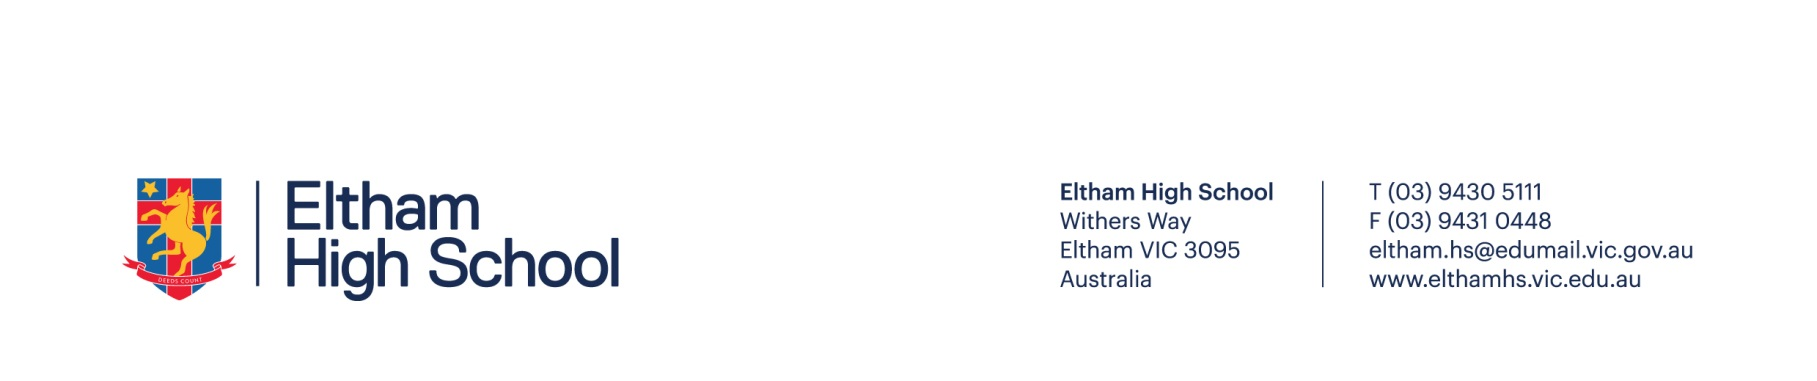 DEEDS COUNT
Eltham
High School
Eltham High School
Withers Way
Eltham VIC 3095
Australia
T (03) 9430 5111
F (03) 9431 0448
eltham.hs@edumail.vic.gov.au
www.elthamhs.vic.edu.au